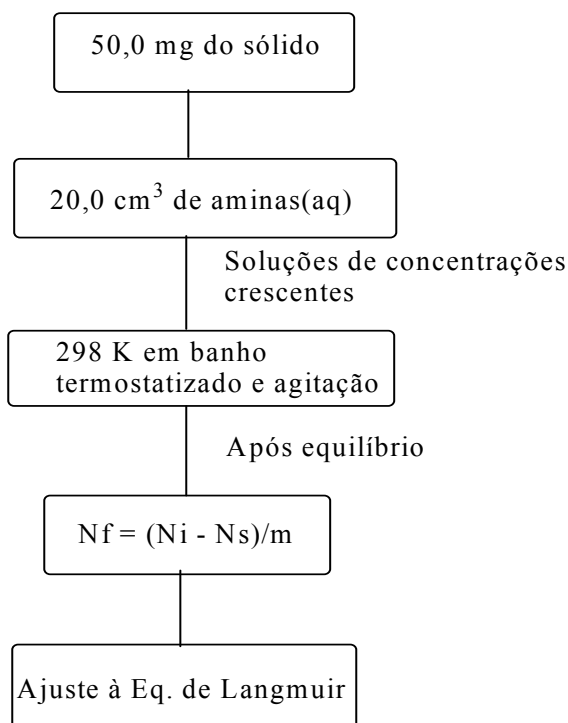 50,0 mg do sólido
20,0 cm³ de aminas(aq)
Soluções de concentrações
crescentes
298 K em banho
termostatizado e agitação
Após equilíbrio
Nf = (Ni - Ns)/m
Ajuste à Eq. de Langmuir